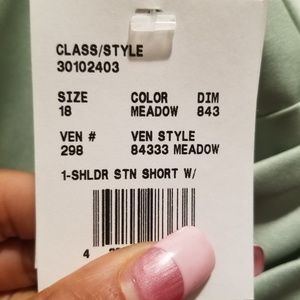 CLASS/STYLE
30102403
SIZE COLOR DIM
18 MEADOW 843
VEN # VEN STYLE
298 84333 MEADOW
1-SHLDR STN SHORT W/
4